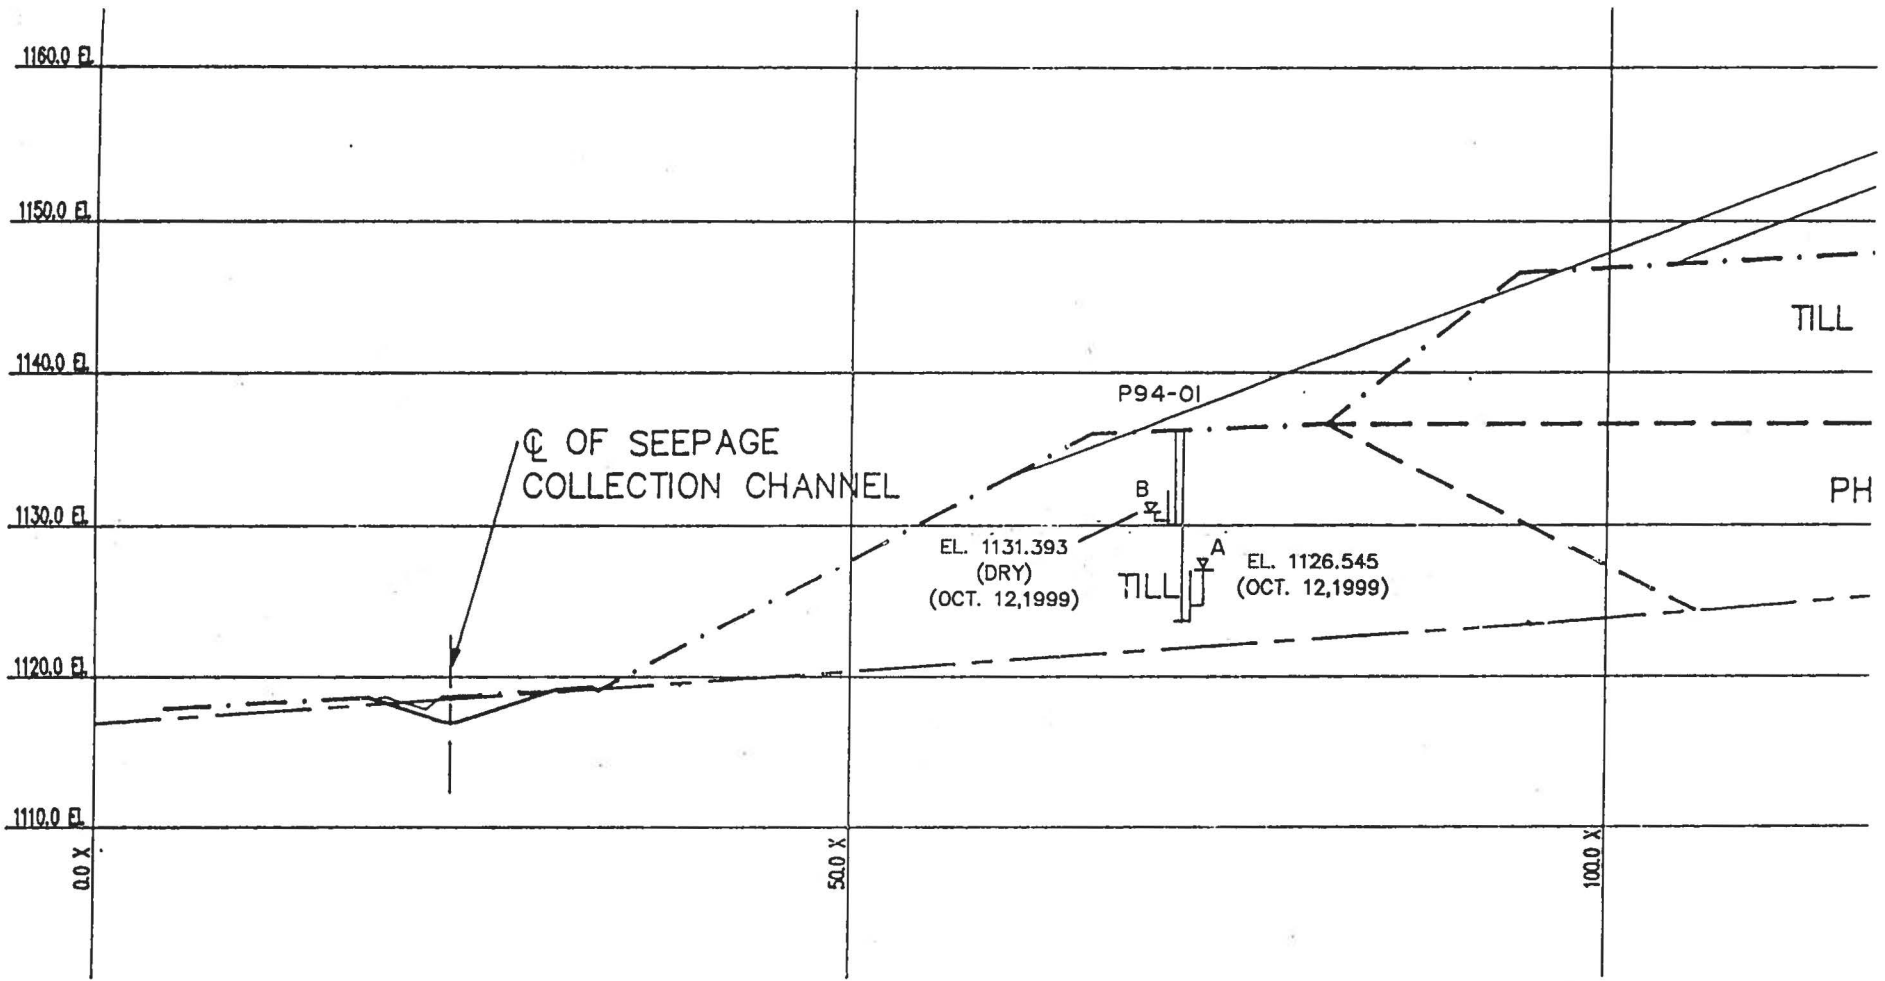 1160.0 EL
1150.0 EL
TILL
1140.0 EL
P94-01
℄ OF SEEPAGE
COLLECTION CHANNEL
PH
B
1130.0 EL
EL. 1131.393
(DRY)
(OCT. 12,1999)
A
EL. 1126.545
(OCT. 12,1999)
TILL
1120.0 EL
1110.0 EL
0.0 X
50.0 X
100.0 X